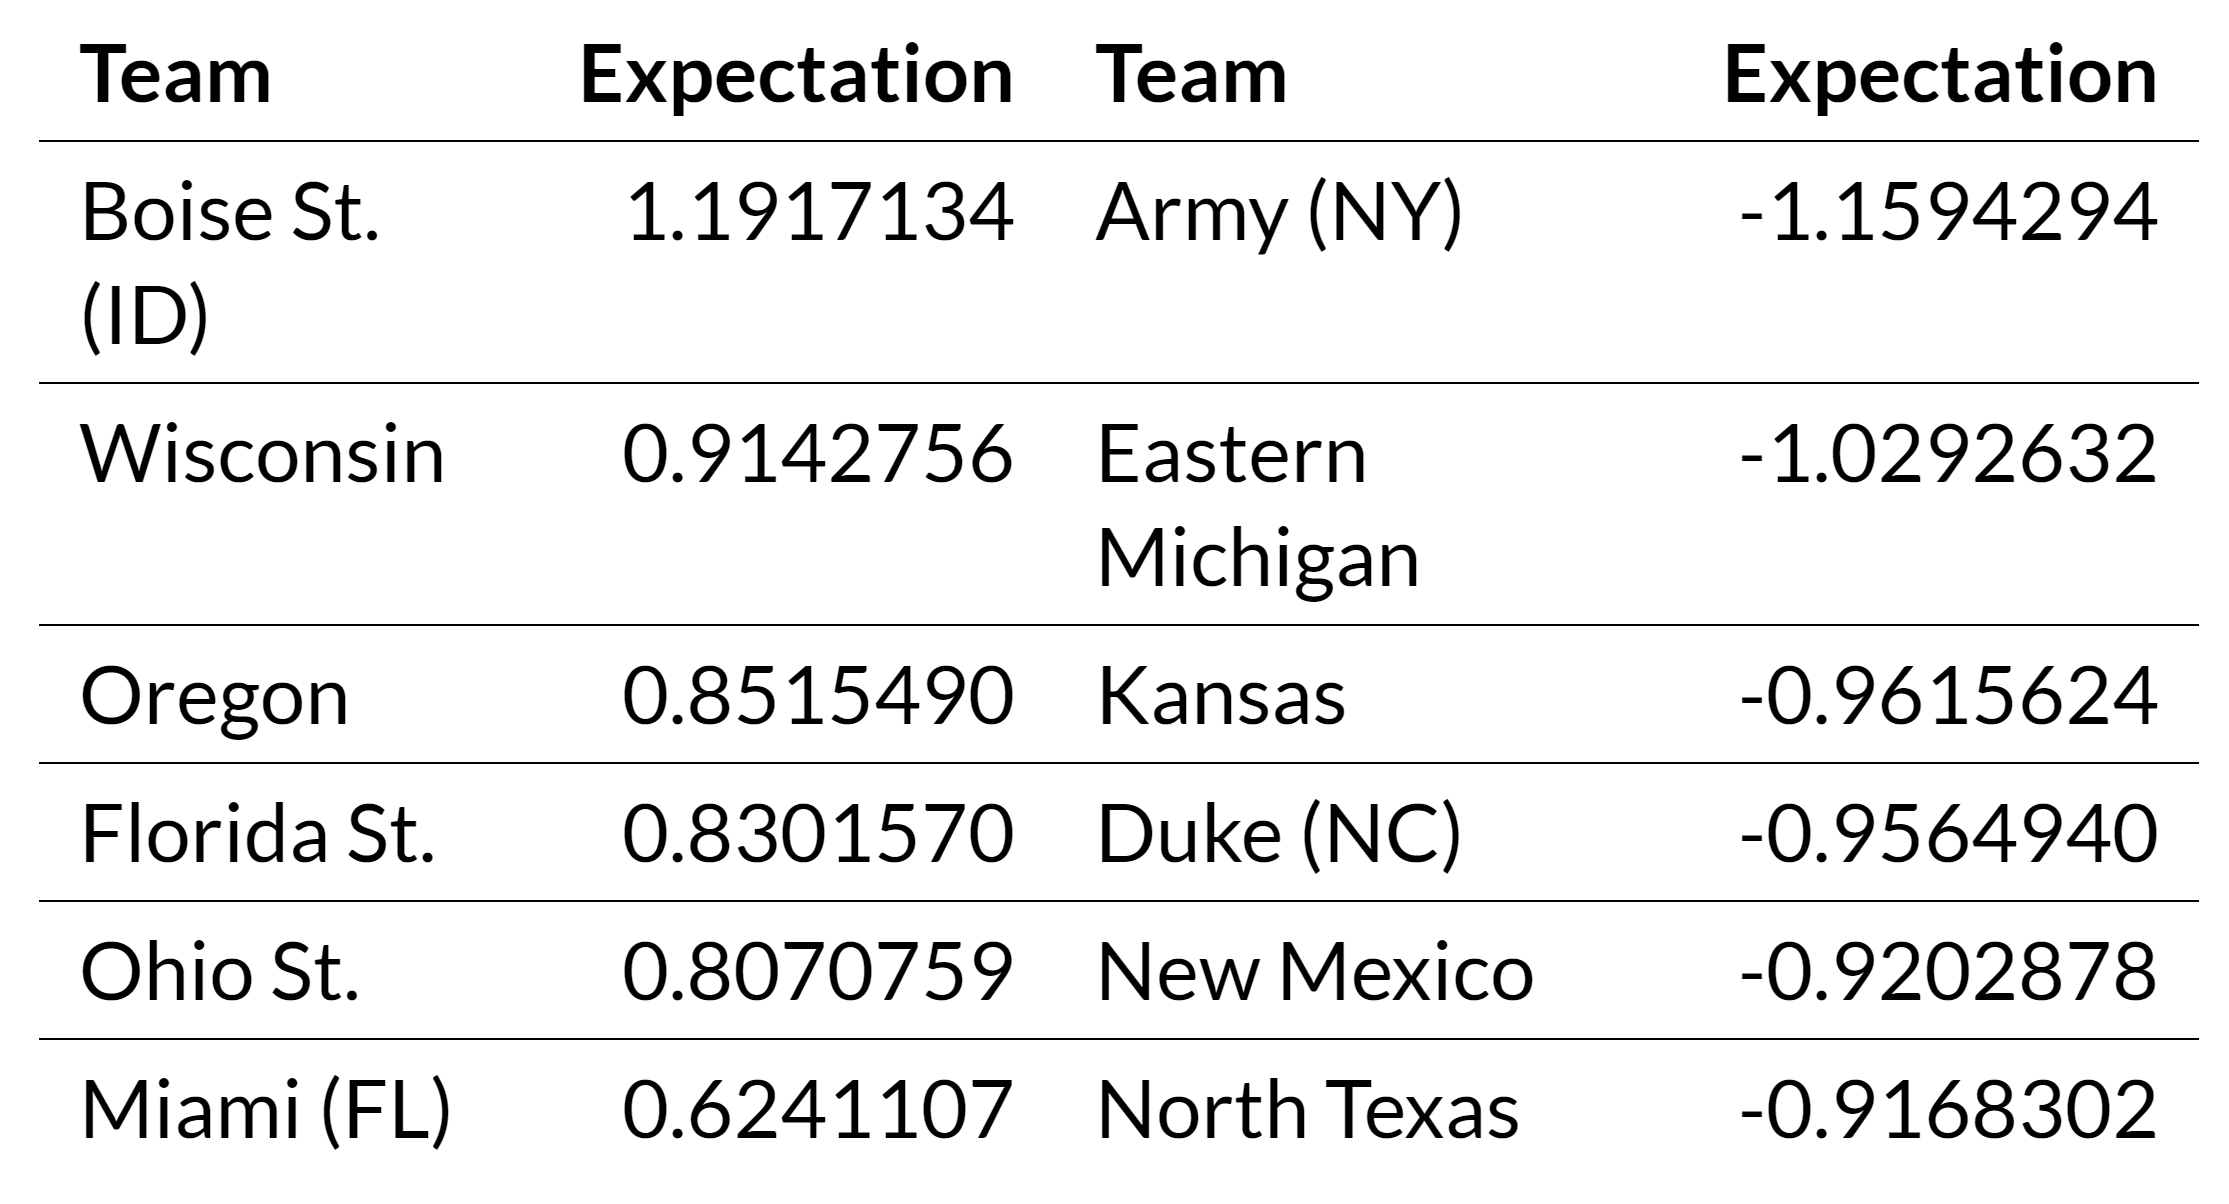 Team Expectation Team Expectation
Boise St. 1.1917134 Army (NY) -1.1594294
(ID)
Wisconsin 0.9142756 Eastern -1.0292632
Michigan
Oregon 0.8515490 Kansas -0.9615624
Florida St. 0.8301570 Duke (NC) -0.9564940
Ohio St. 0.8070759 New Mexico -0.9202878
Miami (FL) 0.6241107 North Texas -0.9168302